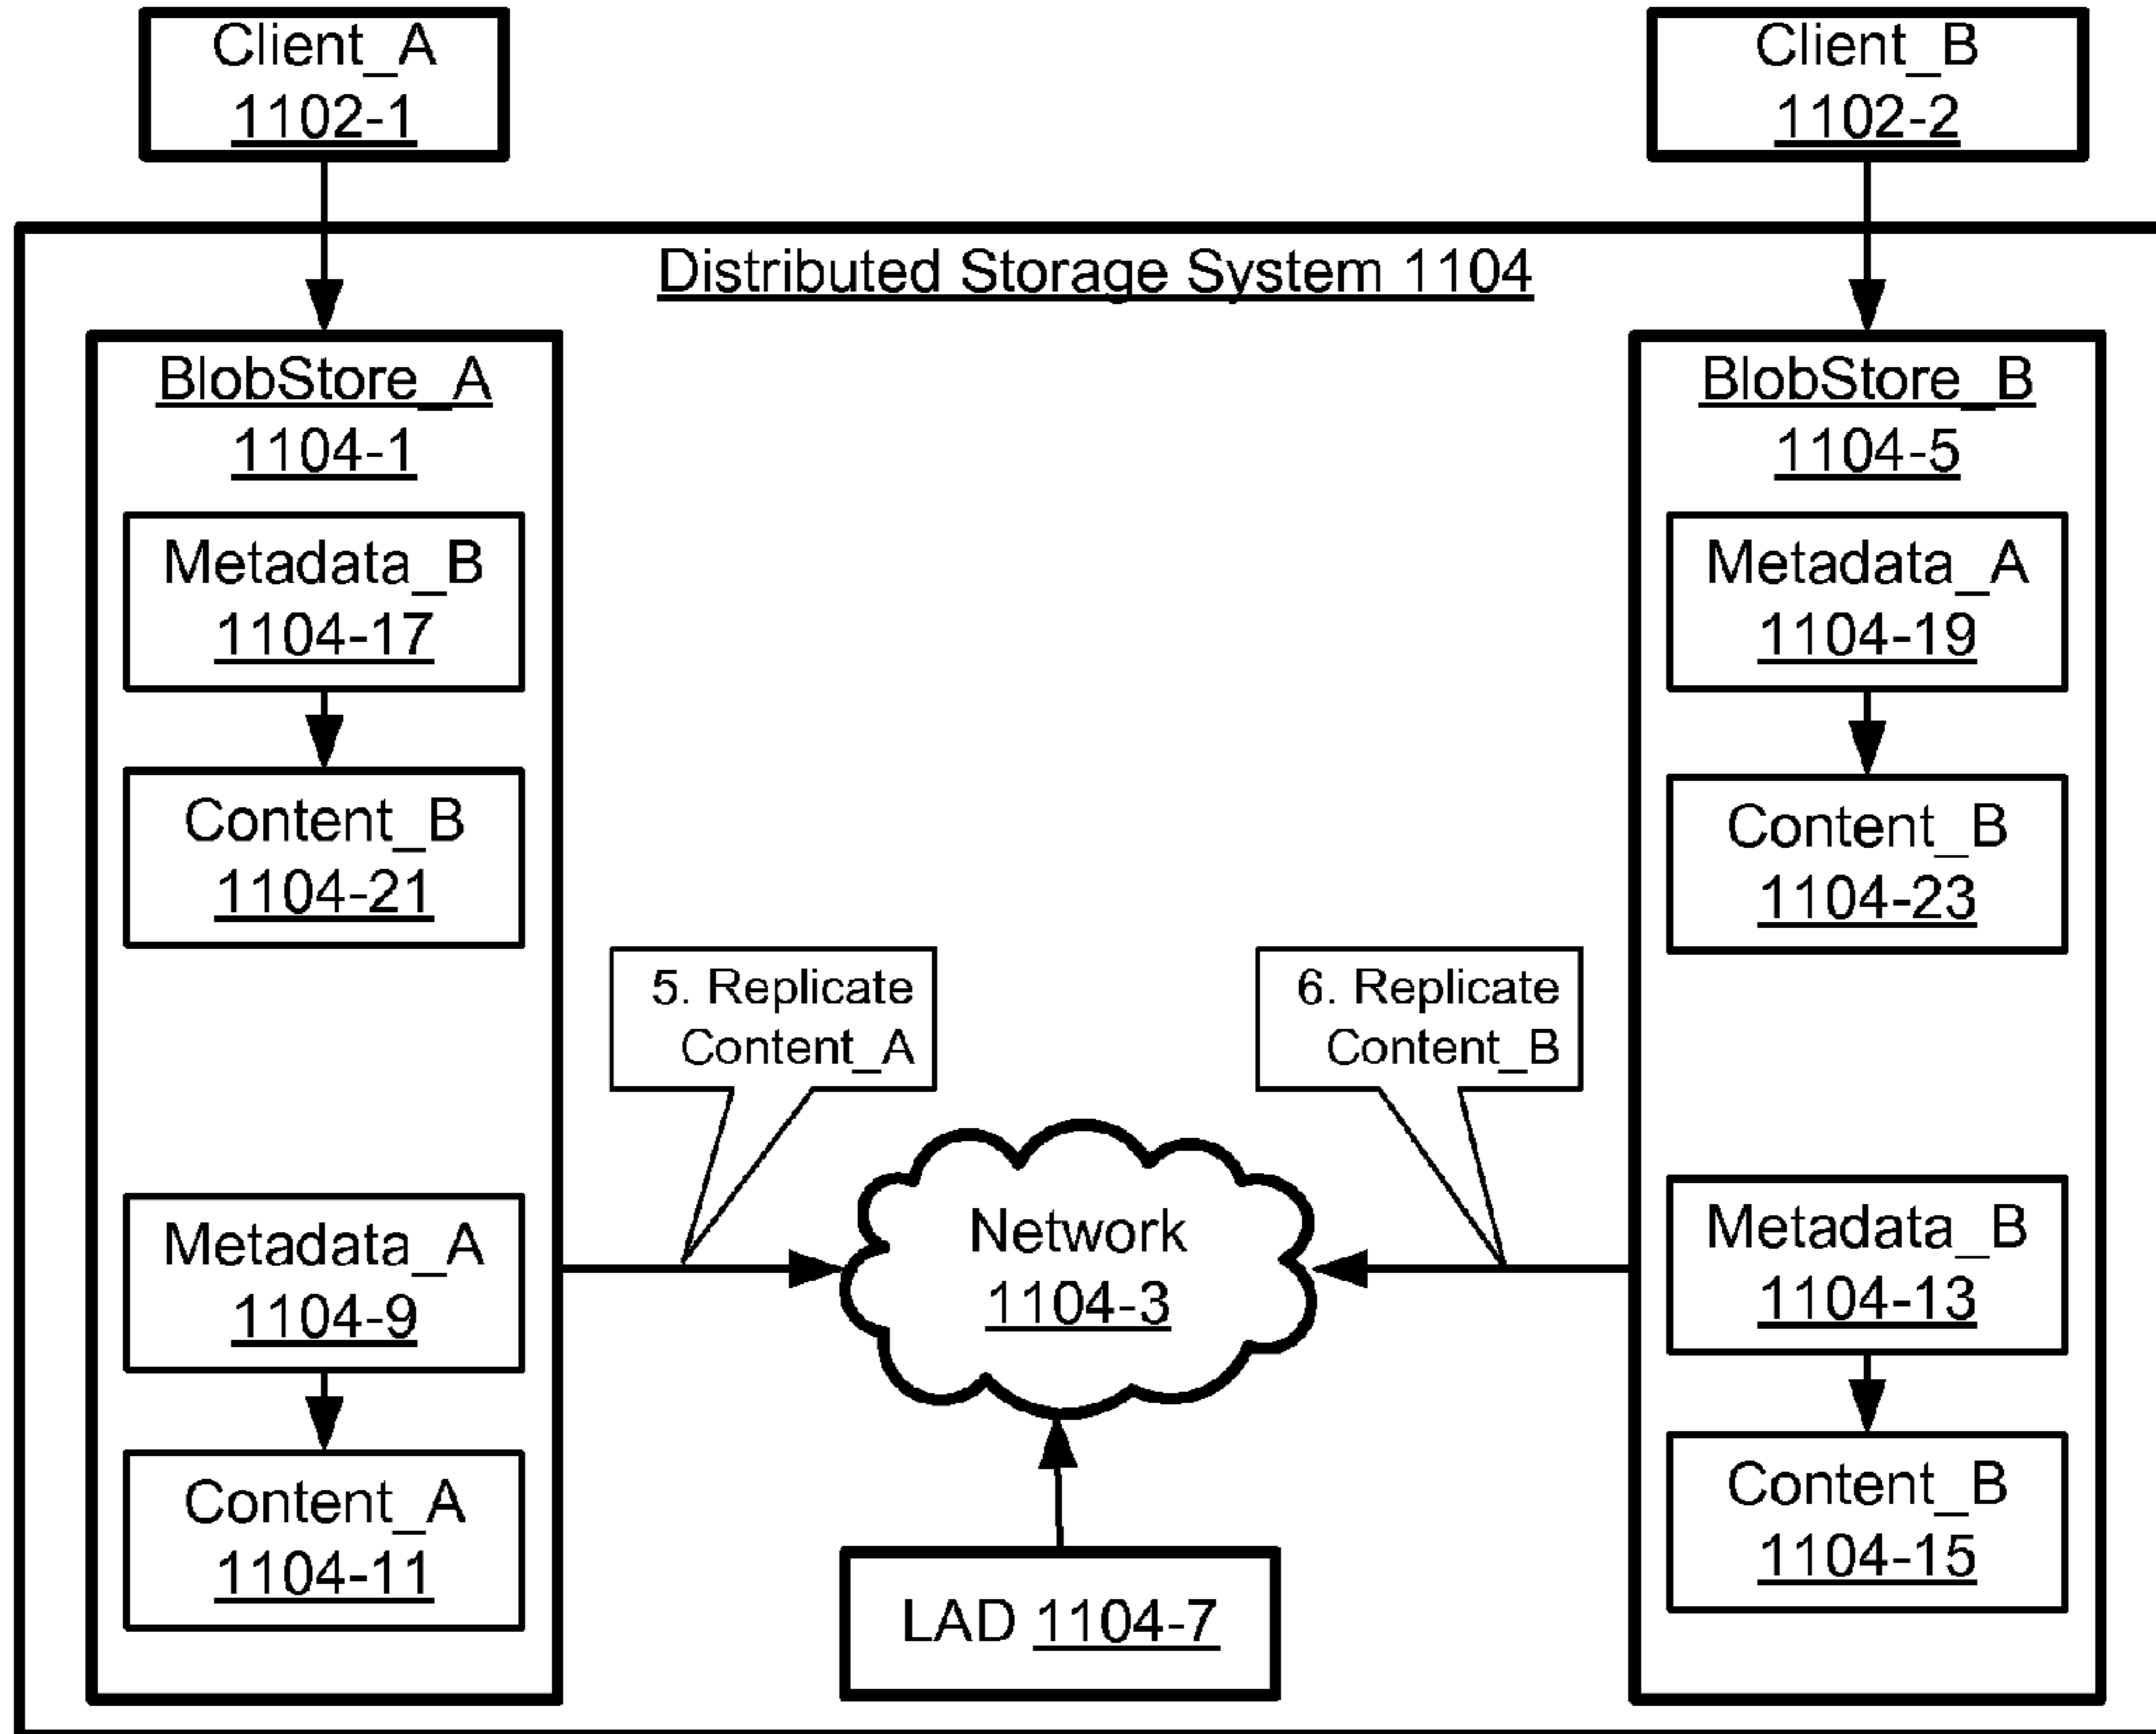 Client_A
1102-1
Client_B
1102-2
Distributed Storage System 1104
BlobStore_A
1104-1
Metadata_B
1104-17
Content_B
1104-21
Metadata_A
1104-9
Content_A
1104-11
5. Replicate
Content_A
6. Replicate
Content_B
Network
1104-3
LAD 1104-7
BlobStore_B
1104-5
Metadata_A
1104-19
Content_B
1104-23
Metadata_B
1104-13
Content_B
1104-15